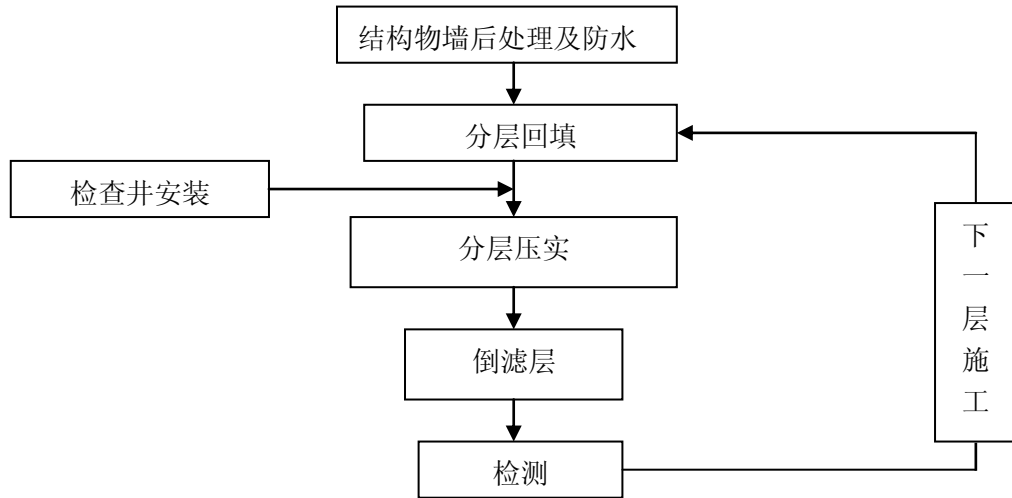 结构物墙后处理及防水
分层回填
检查井安装
分层压实
倒滤层
检测
下一层施工